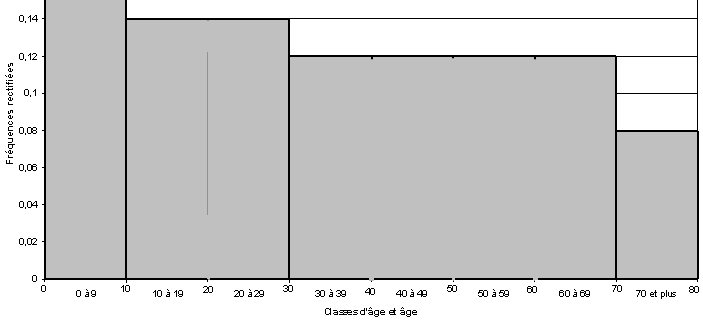 0,14
0,12
0,1
0,08
0,06
0,04
0,02
0
Fréquences rectifiées
0 10 20 30 40 50 60 70 80
0 à 9 10 à 19 20 à 29 30 à 39 40 à 49 50 à 59 60 à 69 70 et plus
Classes d'âge et âge